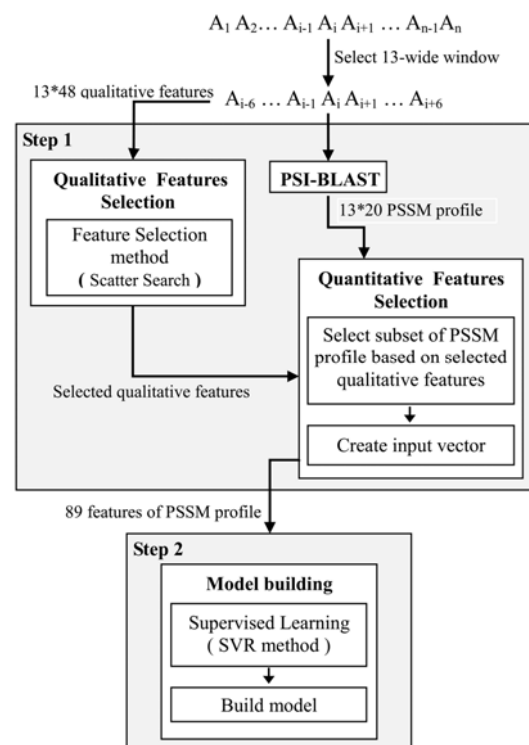 A1 A2... Ai-1 Ai Ai+1 ... An-1An
Select 13-wide window
13*48 qualitative features
Ai-6 ... Ai-1 Ai Ai+1 ... Ai+6
Step 1
Qualitative Features
Selection
Feature Selection
method
( Scatter Search )
PSI-BLAST
13*20 PSSM profile
Quantitative Features
Selection
Select subset of PSSM
profile based on selected
qualitative features
Selected qualitative features
Create input vector
89 features of PSSM profile
Step 2
Model building
Supervised Learning
( SVR method )
Build model